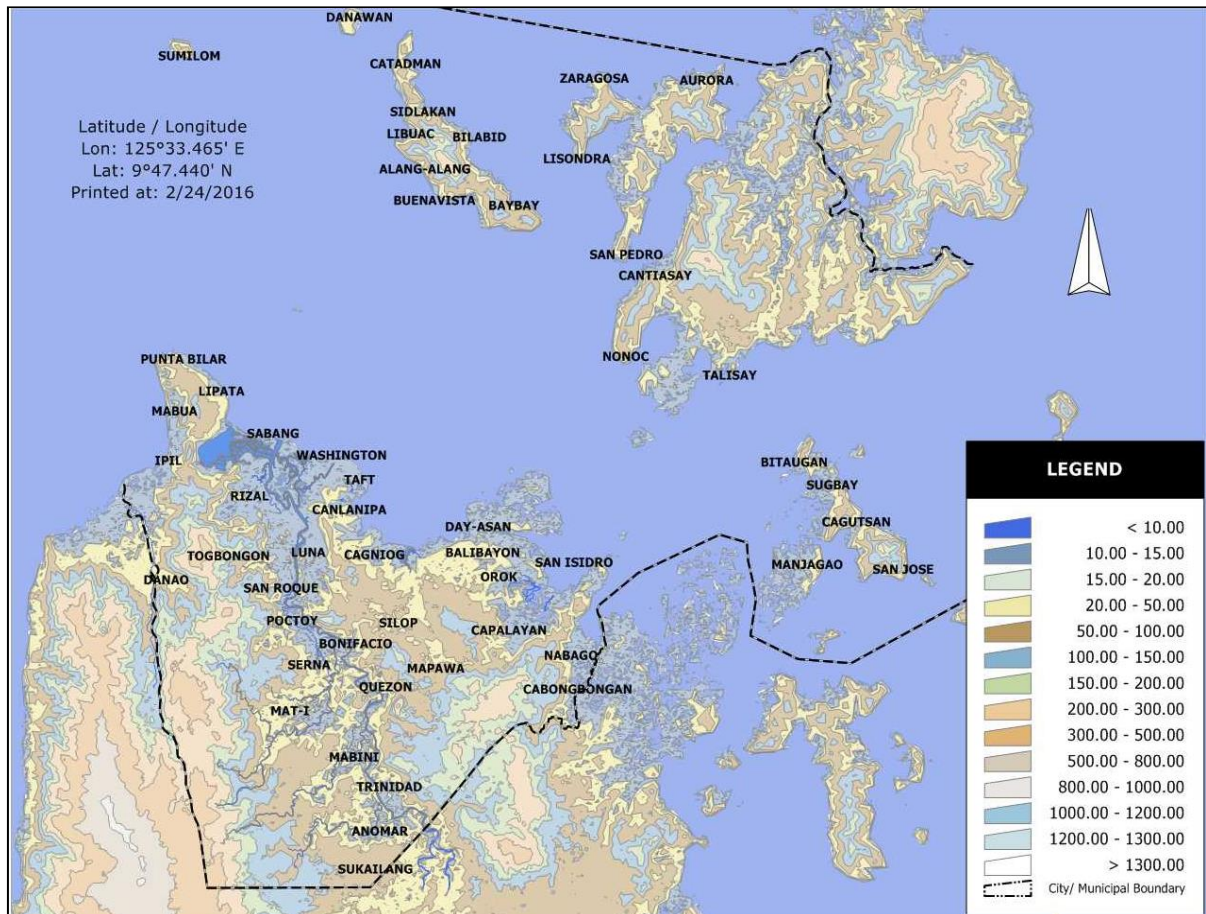 DANAWAN
SUMILOM
CATADMAN
ZARAGOSA
AURORA
SIDLAKAN
LIBUAC
BILABID
LISONDRA
ALANG-ALANG
BUENAVISTA
BAYBAY
Latitude / Longitude
Lon: 125°33.465' E
Lat: 9°47.440' N
Printed at: 2/24/2016
SAN PEDRO
CANTIASAY
NONOC
TALISAY
PUNTA BILAR
LIPATA
MABUA
SABANG
WASHINGTON
IPIL
TAFT
RIZAL
CANLANIPA
DAY-ASAN
BITAUGAN
SUGBAY
CAGUTSAN
TOGBONGON
LUNA
CAGNIOG
BALIBAYON
SAN ISIDRO
MANJAGAO
SAN JOSE
DANAO
OROK
SAN ROQUE
POCTOY
SILOP
CAPALAYAN
BONIFACIO
SERNA
MAPAWA
NABAGO
QUEZON
CABONGBONGAN
MAT-I
MABINI
TRINIDAD
ANOMAR
SUKAILANG
LEGEND
< 10.00
10.00 - 15.00
15.00 - 20.00
20.00 - 50.00
50.00 - 100.00
100.00 - 150.00
150.00 - 200.00
200.00 - 300.00
300.00 - 500.00
500.00 - 800.00
800.00 - 1000.00
1000.00 - 1200.00
1200.00 - 1300.00
> 1300.00
City/ Municipal Boundary